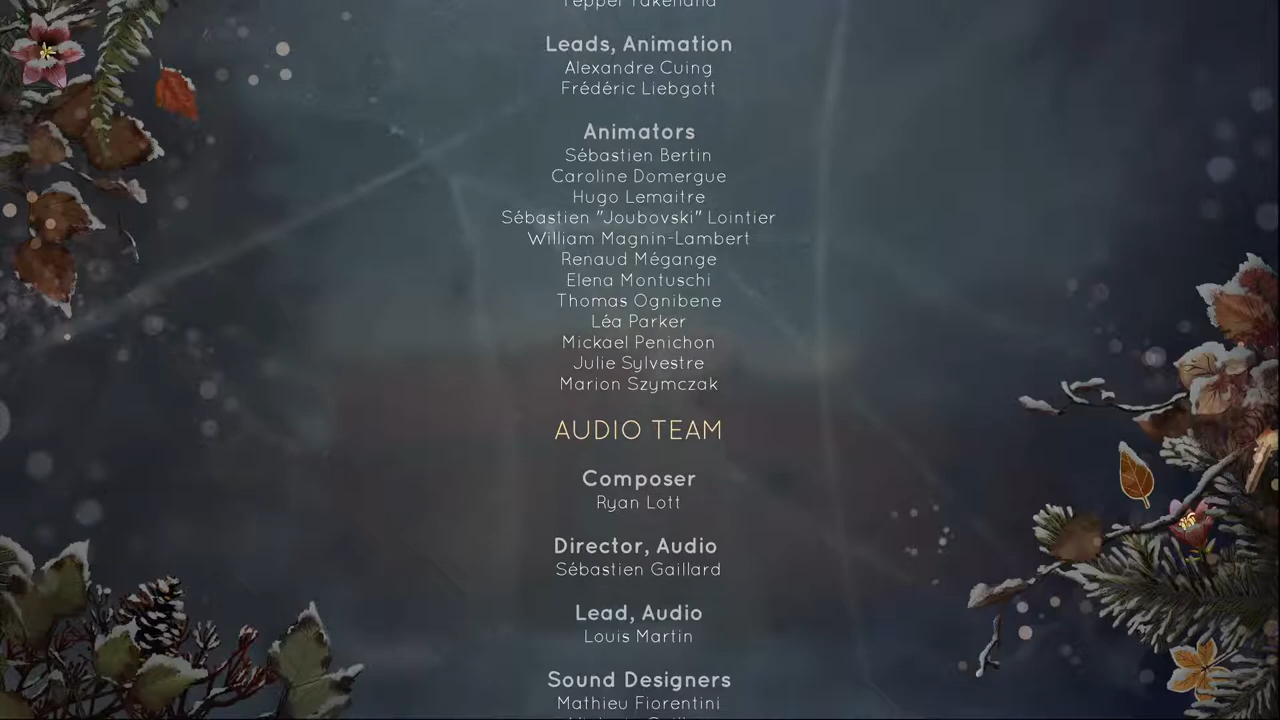 Teppei Takehana
Leads, Animation
Alexandre Cuing
Frédéric Liebgott
Animators
Sébastien Bertin
Caroline Domergue
Hugo Lemaitre
Sébastien "Joubovski" Lointier
William Magnin-Lambert
Renaud Mégange
Elena Montuschi
Thomas Ognibene
Léa Parker
Mickael Penichon
Julie Sylvestre
Marion Szymczak
AUDIO TEAM
Composer
Ryan Lott
Director, Audio
Sébastien Gaillard
Lead, Audio
Louis Martin
Sound Designers
Mathieu Fiorentini